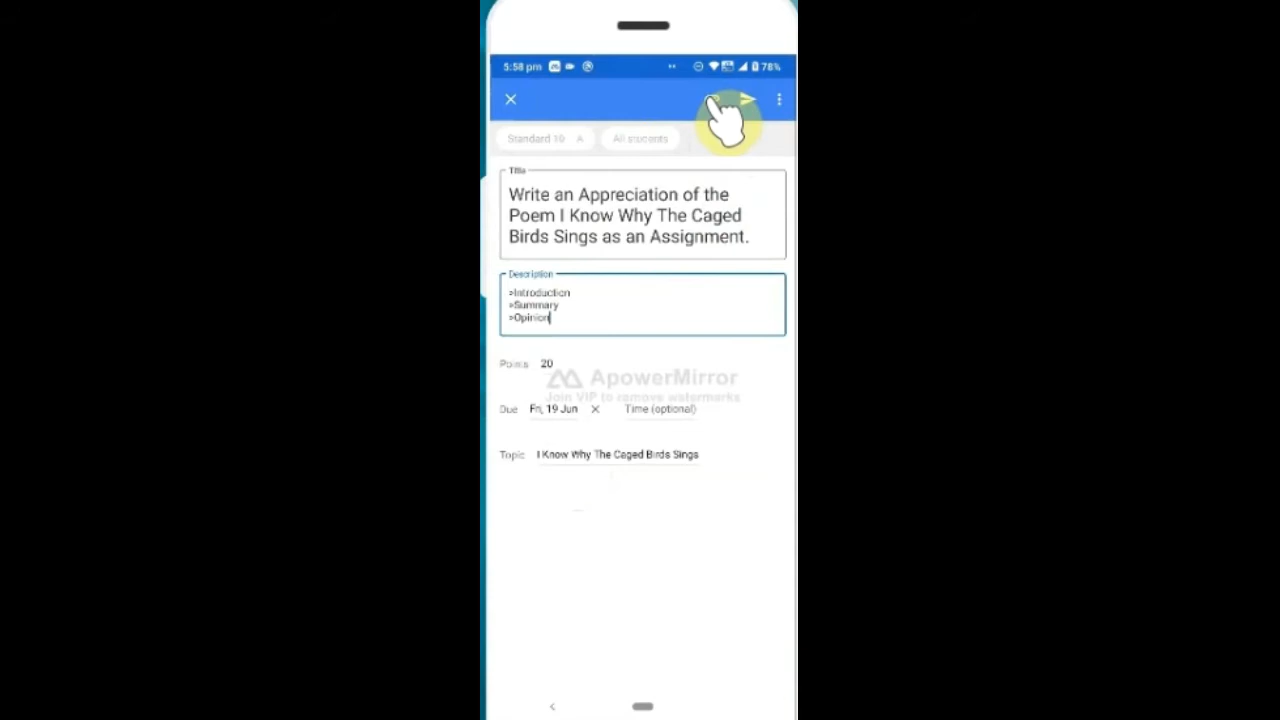 5:58 pm 78%
Standard 10 A All students
Title
Write an Appreciation of the
Poem I Know Why The Caged
Birds Sings as an Assignment.
Description
»Introduction
»Summary
»Opinion
Points 20
ApowerMirror
Join VIP to remove watermarks
Due Fri, 19 Jun Time (optional)
Topic I Know Why The Caged Birds Sings